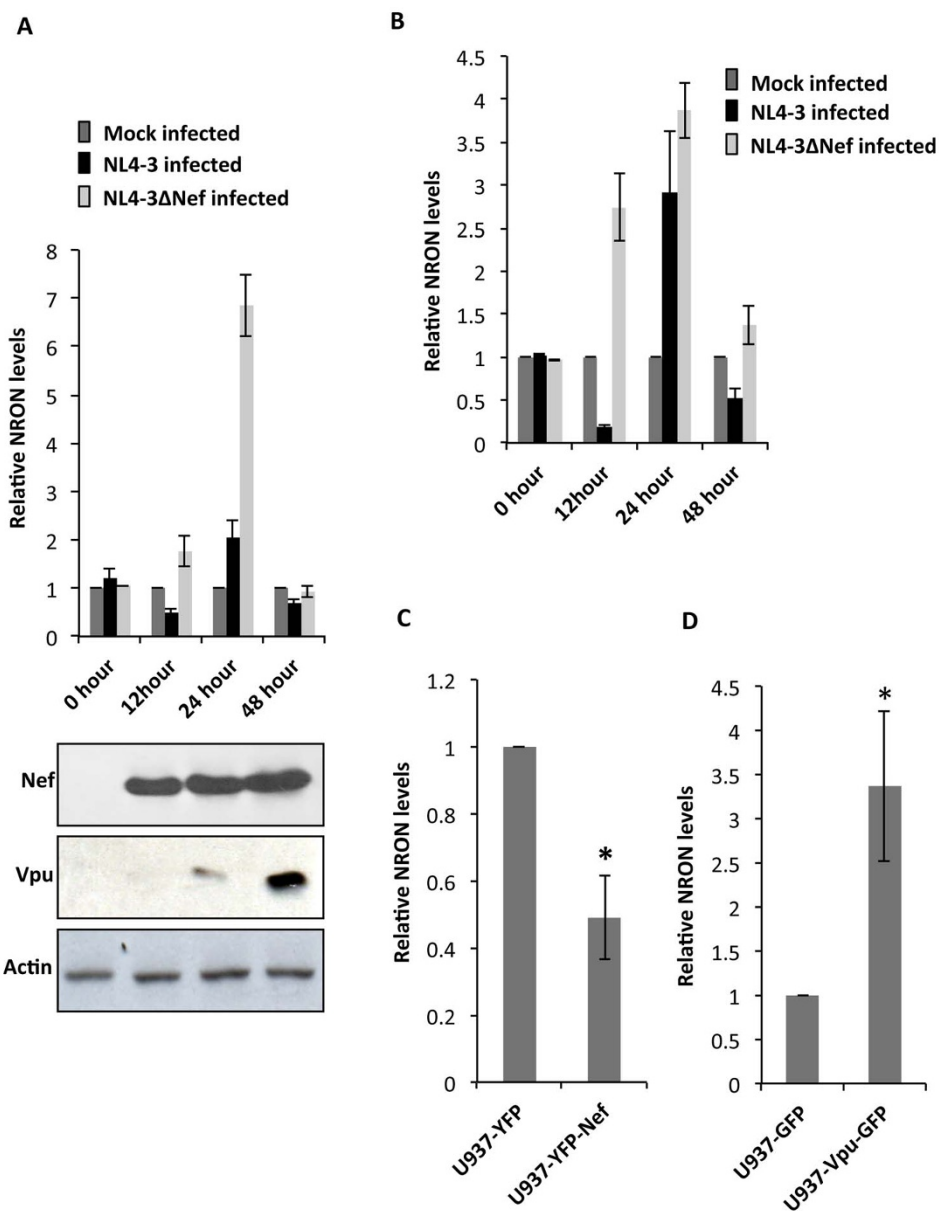 A
Mock infected
NL4-3 infected
NL4-3ΔNef infected
Relative NRON levels
8
7
6
5
4
3
2
1
0
0 hour
12hour
24 hour
48 hour
Nef
Vpu
Actin
B
Mock infected
NL4-3 infected
NL4-3ΔNef infected
Relative NRON levels
4.5
4
3.5
3
2.5
2
1.5
1
0.5
0
0 hour
12hour
24 hour
48 hour
C
Relative NRON levels
1.2
1
0.8
0.6
0.4
0.2
0
*
U937-YFP
U937-YFP-Nef
D
Relative NRON levels
4.5
4
3.5
3
2.5
2
1.5
1
0.5
0
*
U937-GFP
U937-Vpu-GFP